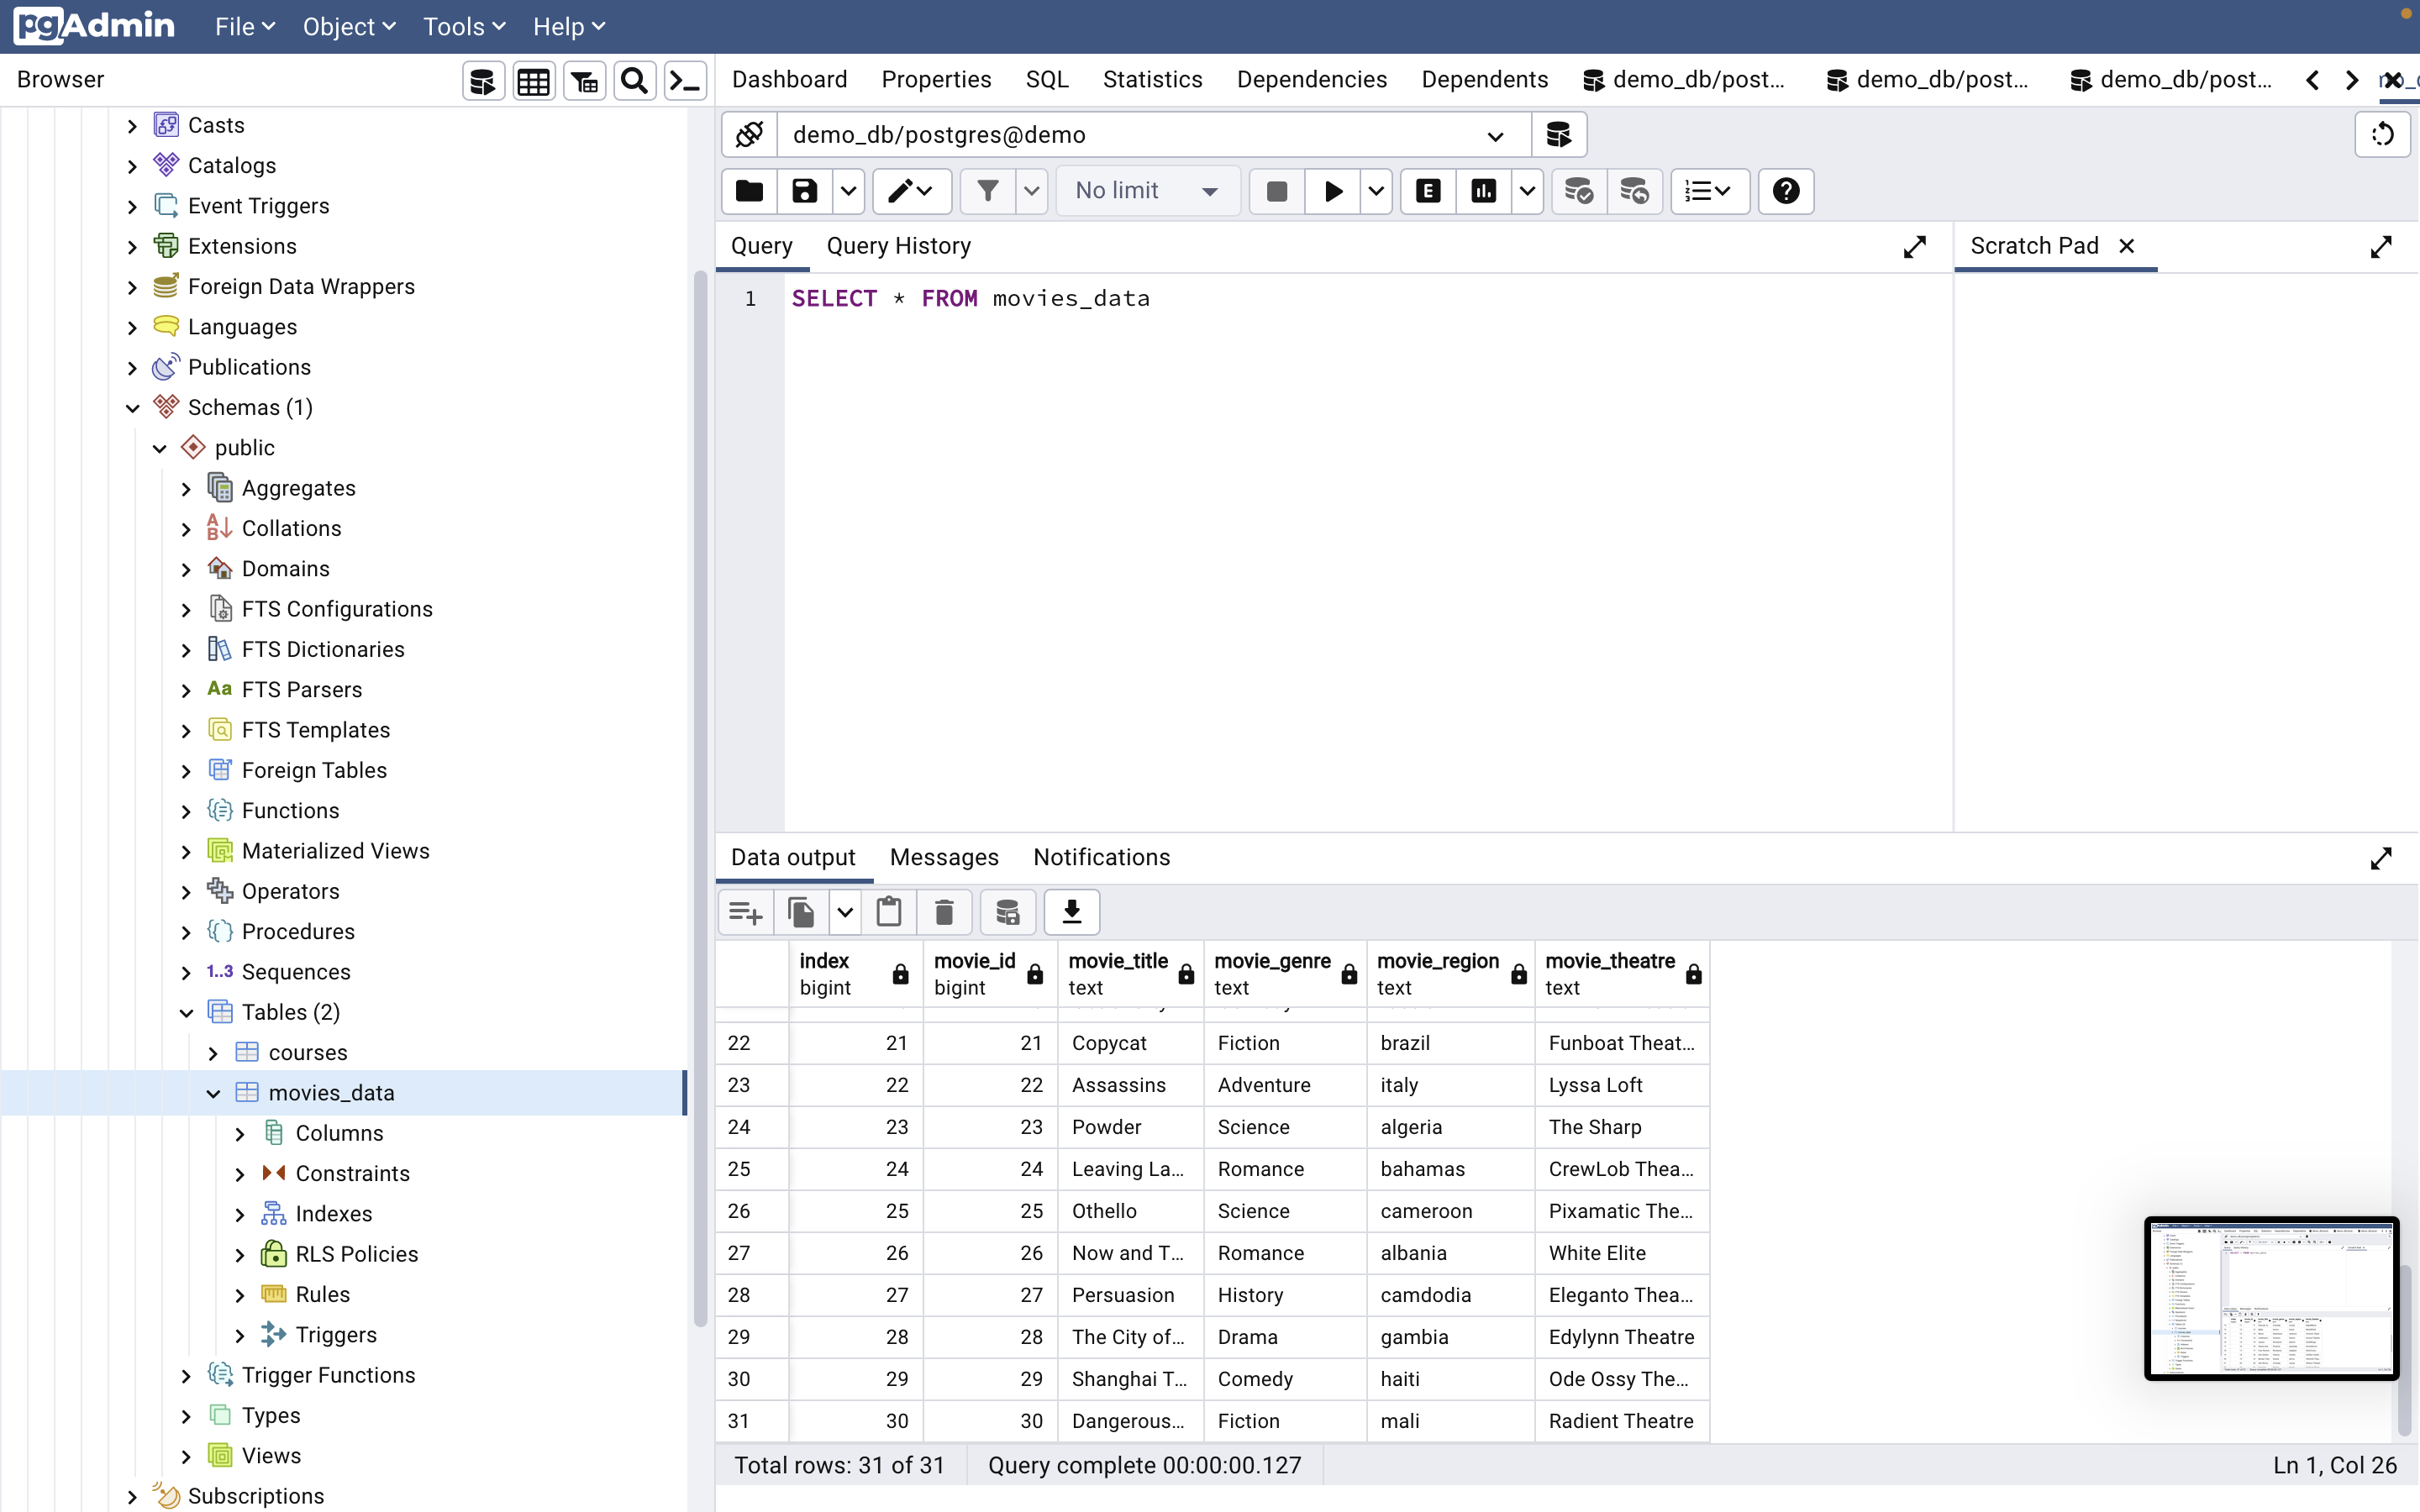 pgAdmin File Object Tools Help
Browser
Dashboard Properties SQL Statistics Dependencies Dependents demo_db/post... demo_db/post... demo_db/post...
Casts
Catalogs
Event Triggers
Extensions
Foreign Data Wrappers
Languages
Publications
Schemas (1)
public
Aggregates
Collations
Domains
FTS Configurations
FTS Dictionaries
Aa FTS Parsers
FTS Templates
Foreign Tables
Functions
Materialized Views
Operators
Procedures
1..3 Sequences
Tables (2)
courses
movies_data
Columns
Constraints
Indexes
RLS Policies
Rules
Triggers
Trigger Functions
Types
Views
Subscriptions
demo_db/postgres@demo
No limit E
Query Query History
Scratch Pad
1 SELECT * FROM movies_data
Data output Messages Notifications
index movie_id movie_title movie_genre movie_region movie_theatre
bigint bigint text text text text
22 21 21 Copycat Fiction brazil Funboat Theat...
23 22 22 Assassins Adventure italy Lyssa Loft
24 23 23 Powder Science algeria The Sharp
25 24 24 Leaving La... Romance bahamas CrewLob Thea...
26 25 25 Othello Science cameroon Pixamatic The...
27 26 26 Now and T... Romance albania White Elite
28 27 27 Persuasion History camdodia Eleganto Thea...
29 28 28 The City of... Drama gambia Edylynn Theatre
30 29 29 Shanghai T... Comedy haiti Ode Ossy The...
31 30 30 Dangerous... Fiction mali Radient Theatre
Total rows: 31 of 31 Query complete 00:00:00.127 Ln 1, Col 26